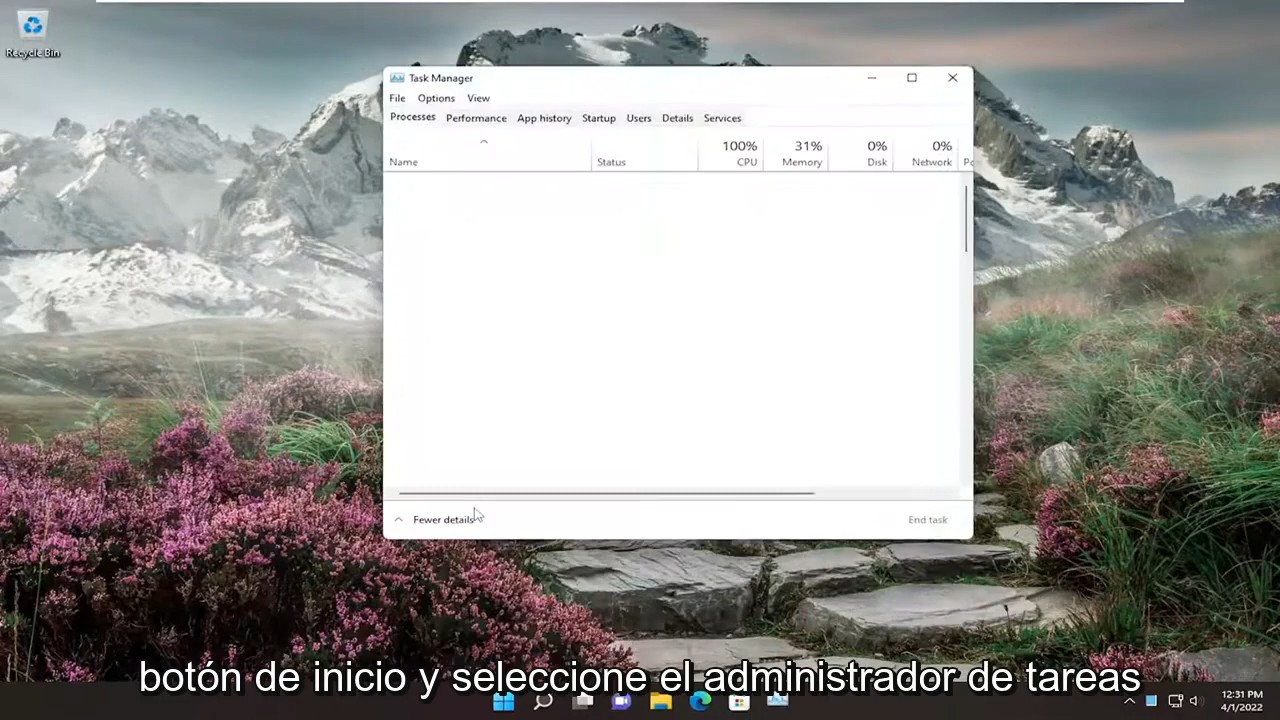 Recycle Bin
Task Manager
File Options View
Processes Performance App history Startup Users Details Services
100% 31% 0% 0%
Name Status CPU Memory Disk Network Po
Fewer details End task
botón de inicio y seleccione el administrador de tareas
12:31 PM
4/1/2022